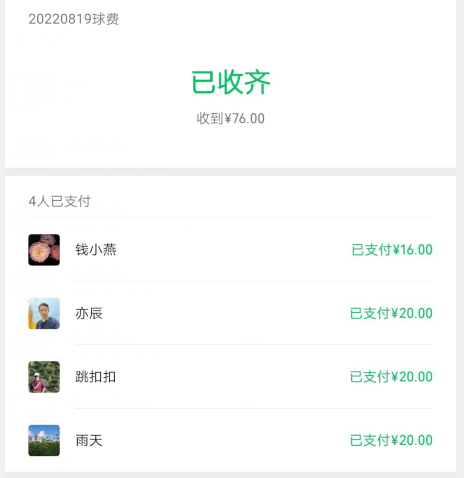 20220819球费
已收齐
收到¥76.00
4人已支付
钱小燕 已支付¥16.00
亦辰 已支付¥20.00
跳扣扣 已支付¥20.00
雨天 已支付¥20.00